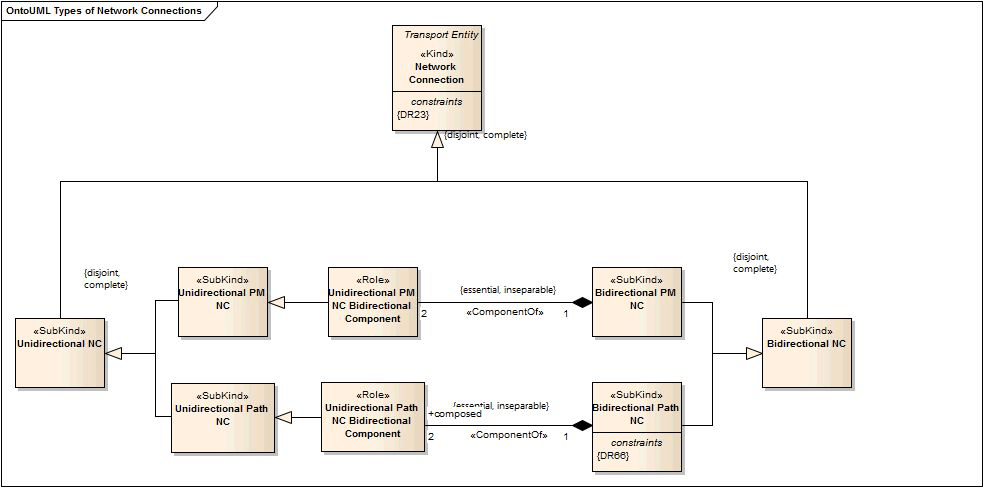 OntoUML Types of Network Connections
Transport Entity
«Kind»
Network
Connection
constraints
{DR23}
{disjoint, complete}
{disjoint,
complete}
{disjoint,
complete}
«SubKind»
Unidirectional PM
NC
«Role»
Unidirectional PM
NC Bidirectional
Component
{essential, inseparable}
2
«ComponentOf»
1
«SubKind»
Bidirectional PM
NC
«SubKind»
Unidirectional NC
«SubKind»
Bidirectional NC
«SubKind»
Unidirectional Path
NC
«Role»
Unidirectional Path
NC Bidirectional
Component
{essential, inseparable}
+composed
2
«ComponentOf»
1
«SubKind»
Bidirectional Path
NC
constraints
{DR66}